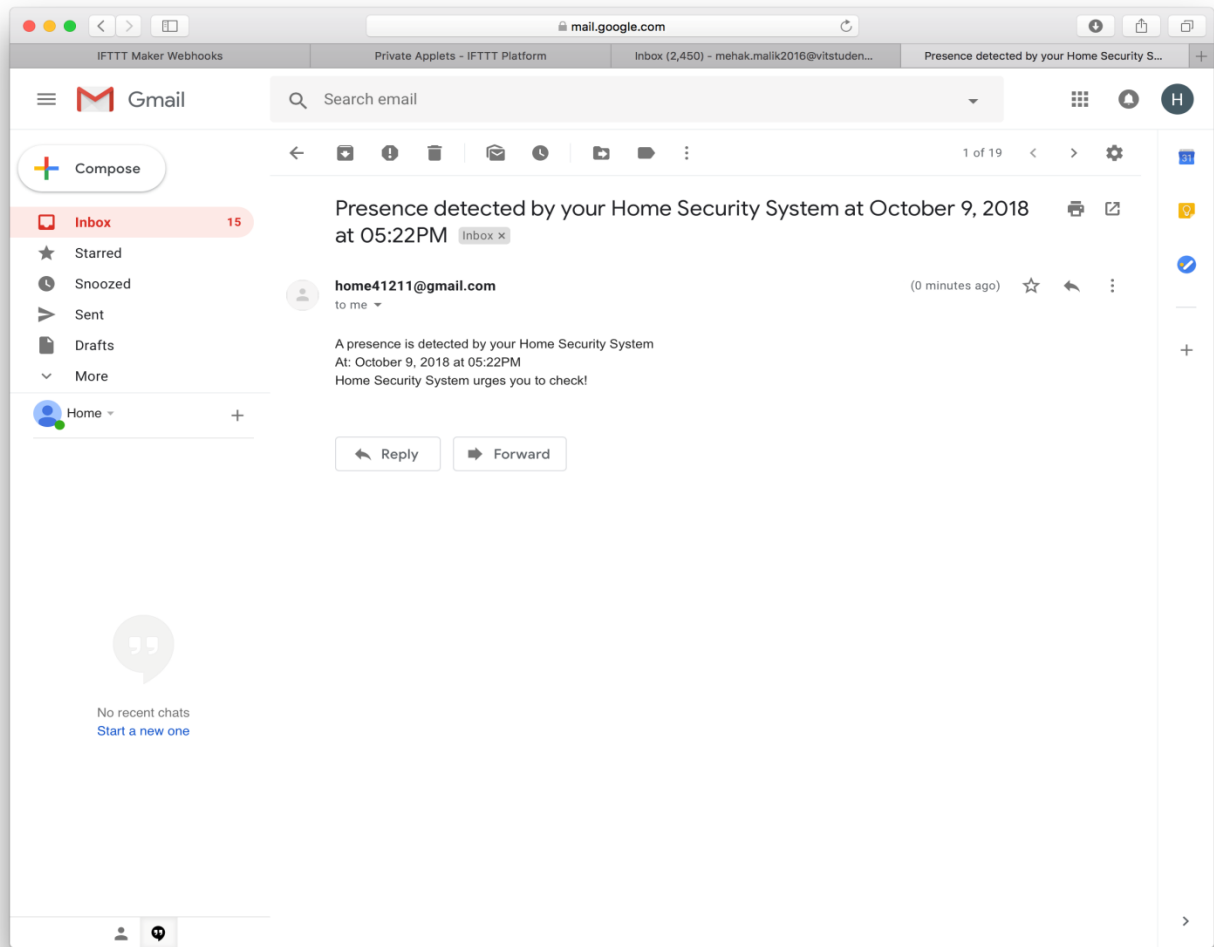 mail.google.com
IFTTT Maker Webhooks
Private Applets - IFTTT Platform
Inbox (2,450) - mehak.malik2016@vitstuden...
Presence detected by your Home Security S...
Gmail
Search email
H
Compose
1 of 19
31
Inbox 15
Starred
Snoozed
Sent
Drafts
More
Home
Presence detected by your Home Security System at October 9, 2018
at 05:22PM Inbox ×
home41211@gmail.com (0 minutes ago)
to me
A presence is detected by your Home Security System
At: October 9, 2018 at 05:22PM
Home Security System urges you to check!
Reply
Forward
No recent chats
Start a new one